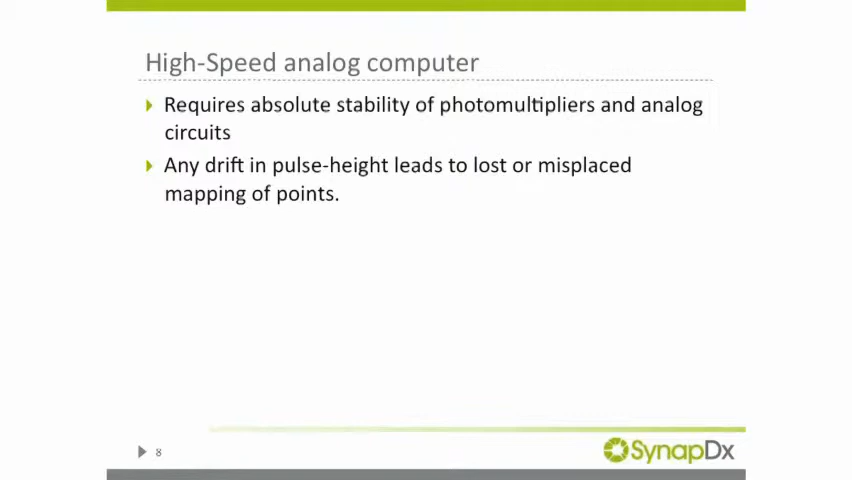 High-Speed analog computer
Requires absolute stability of photomultipliers and analog
circuits
Any drift in pulse-height leads to lost or misplaced
mapping of points.
8
SynapDx